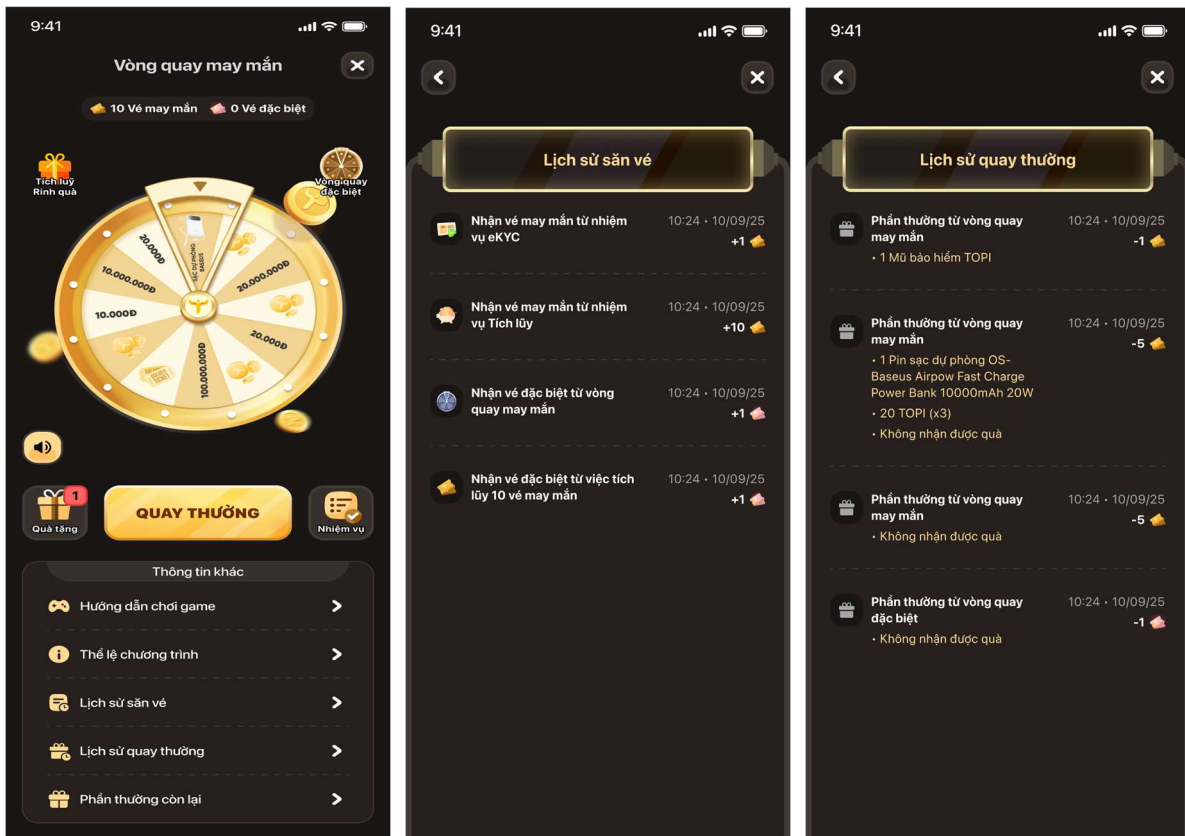 9:41
Vòng quay may mắn
10 Vé may mắn 0 Vé đặc biệt
Tích luỹ
Rinh quà
Vòng quay
đặc biệt
SẠC DỰ PHÒNG
BASEUS
20.000Đ
20.000.000Đ
10.000.000Đ
10.000Đ
20.000Đ
100.000.000Đ
GOLDEN
TICKET
1
Quà tặng
QUAY THƯỞNG
Nhiệm vụ
Thông tin khác
Hướng dẫn chơi game
Thể lệ chương trình
Lịch sử săn vé
Lịch sử quay thưởng
Phần thưởng còn lại
9:41
Lịch sử săn vé
Nhận vé may mắn từ nhiệm 10:24 • 10/09/25
vụ eKYC +1
Nhận vé may mắn từ nhiệm 10:24 • 10/09/25
vụ Tích lũy +10
Nhận vé đặc biệt từ vòng 10:24 • 10/09/25
quay may mắn +1
Nhận vé đặc biệt từ việc tích 10:24 • 10/09/25
lũy 10 vé may mắn +1
9:41
Lịch sử quay thưởng
Phần thưởng từ vòng quay 10:24 • 10/09/25
may mắn -1
• 1 Mũ bảo hiểm TOPI
Phần thưởng từ vòng quay 10:24 • 10/09/25
may mắn -5
• 1 Pin sạc dự phòng OS-
Baseus Airpow Fast Charge
Power Bank 10000mAh 20W
• 20 TOPI (x3)
• Không nhận được quà
Phần thưởng từ vòng quay 10:24 • 10/09/25
may mắn -5
• Không nhận được quà
Phần thưởng từ vòng quay 10:24 • 10/09/25
đặc biệt -1
• Không nhận được quà